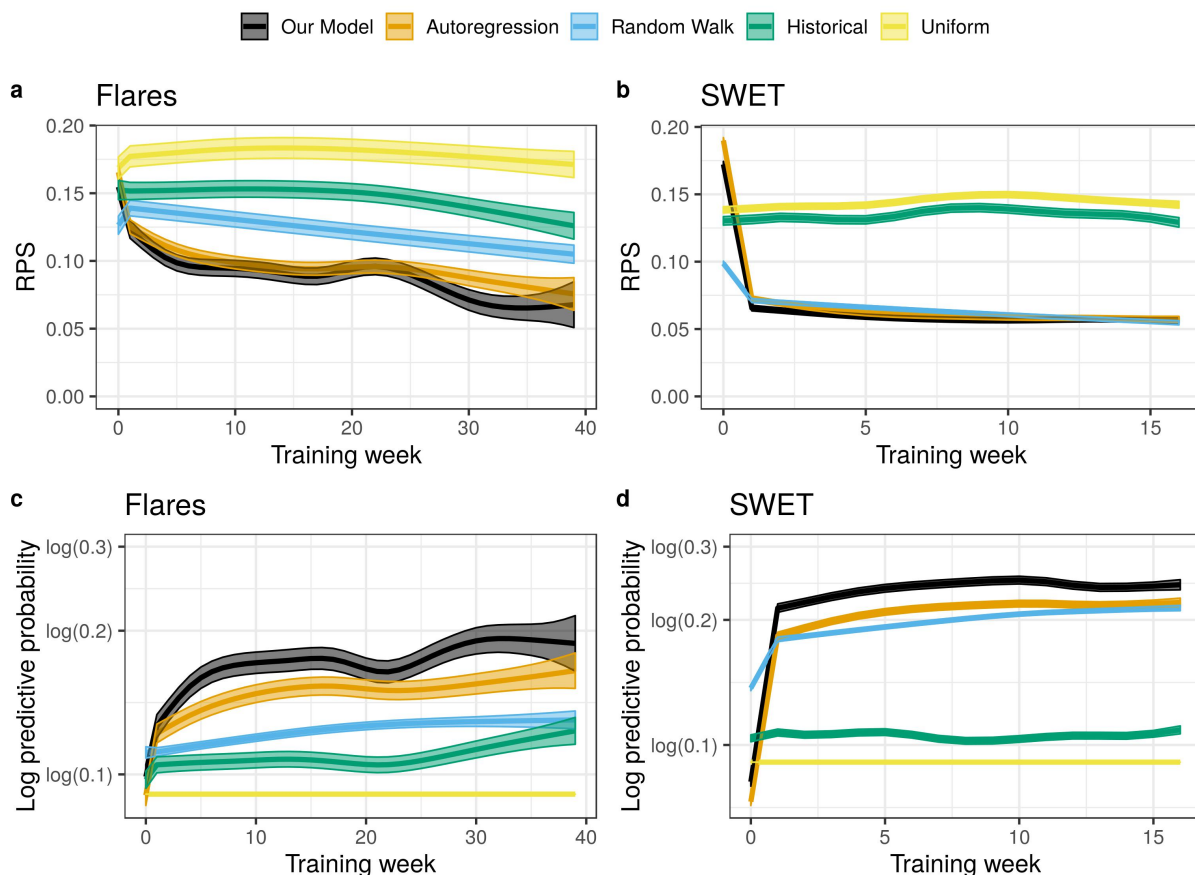 Our Model Autoregression Random Walk Historical Uniform
a Flares
RPS
0.20
0.15
0.10
0.05
0.00
0 10 20 30 40
Training week
b SWET
RPS
0.20
0.15
0.10
0.05
0.00
0 5 10 15
Training week
c Flares
Log predictive probability
log(0.3)
log(0.2)
log(0.1)
0 10 20 30 40
Training week
d SWET
Log predictive probability
log(0.3)
log(0.2)
log(0.1)
0 5 10 15
Training week